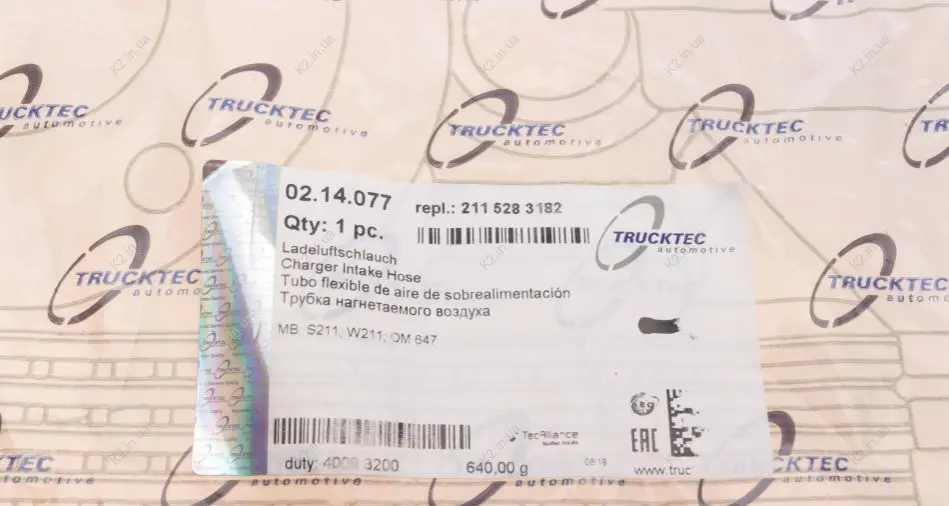 TRUCKTEC
automotive
02.14.077
repl.: 211 528 3182
Qty: 1 pc.
TRUCKTEC
automotive
Ladeluftschlauch
Charger Intake Hose
Tubo flexible de aire de sobrealimentación
Трубка нагнетаемого воздуха
MB: S211, W211; OM 647
TecAlliance
EAC
duty: 4009 3200
640,00 g
08-18
www.truc
K2.in.ua